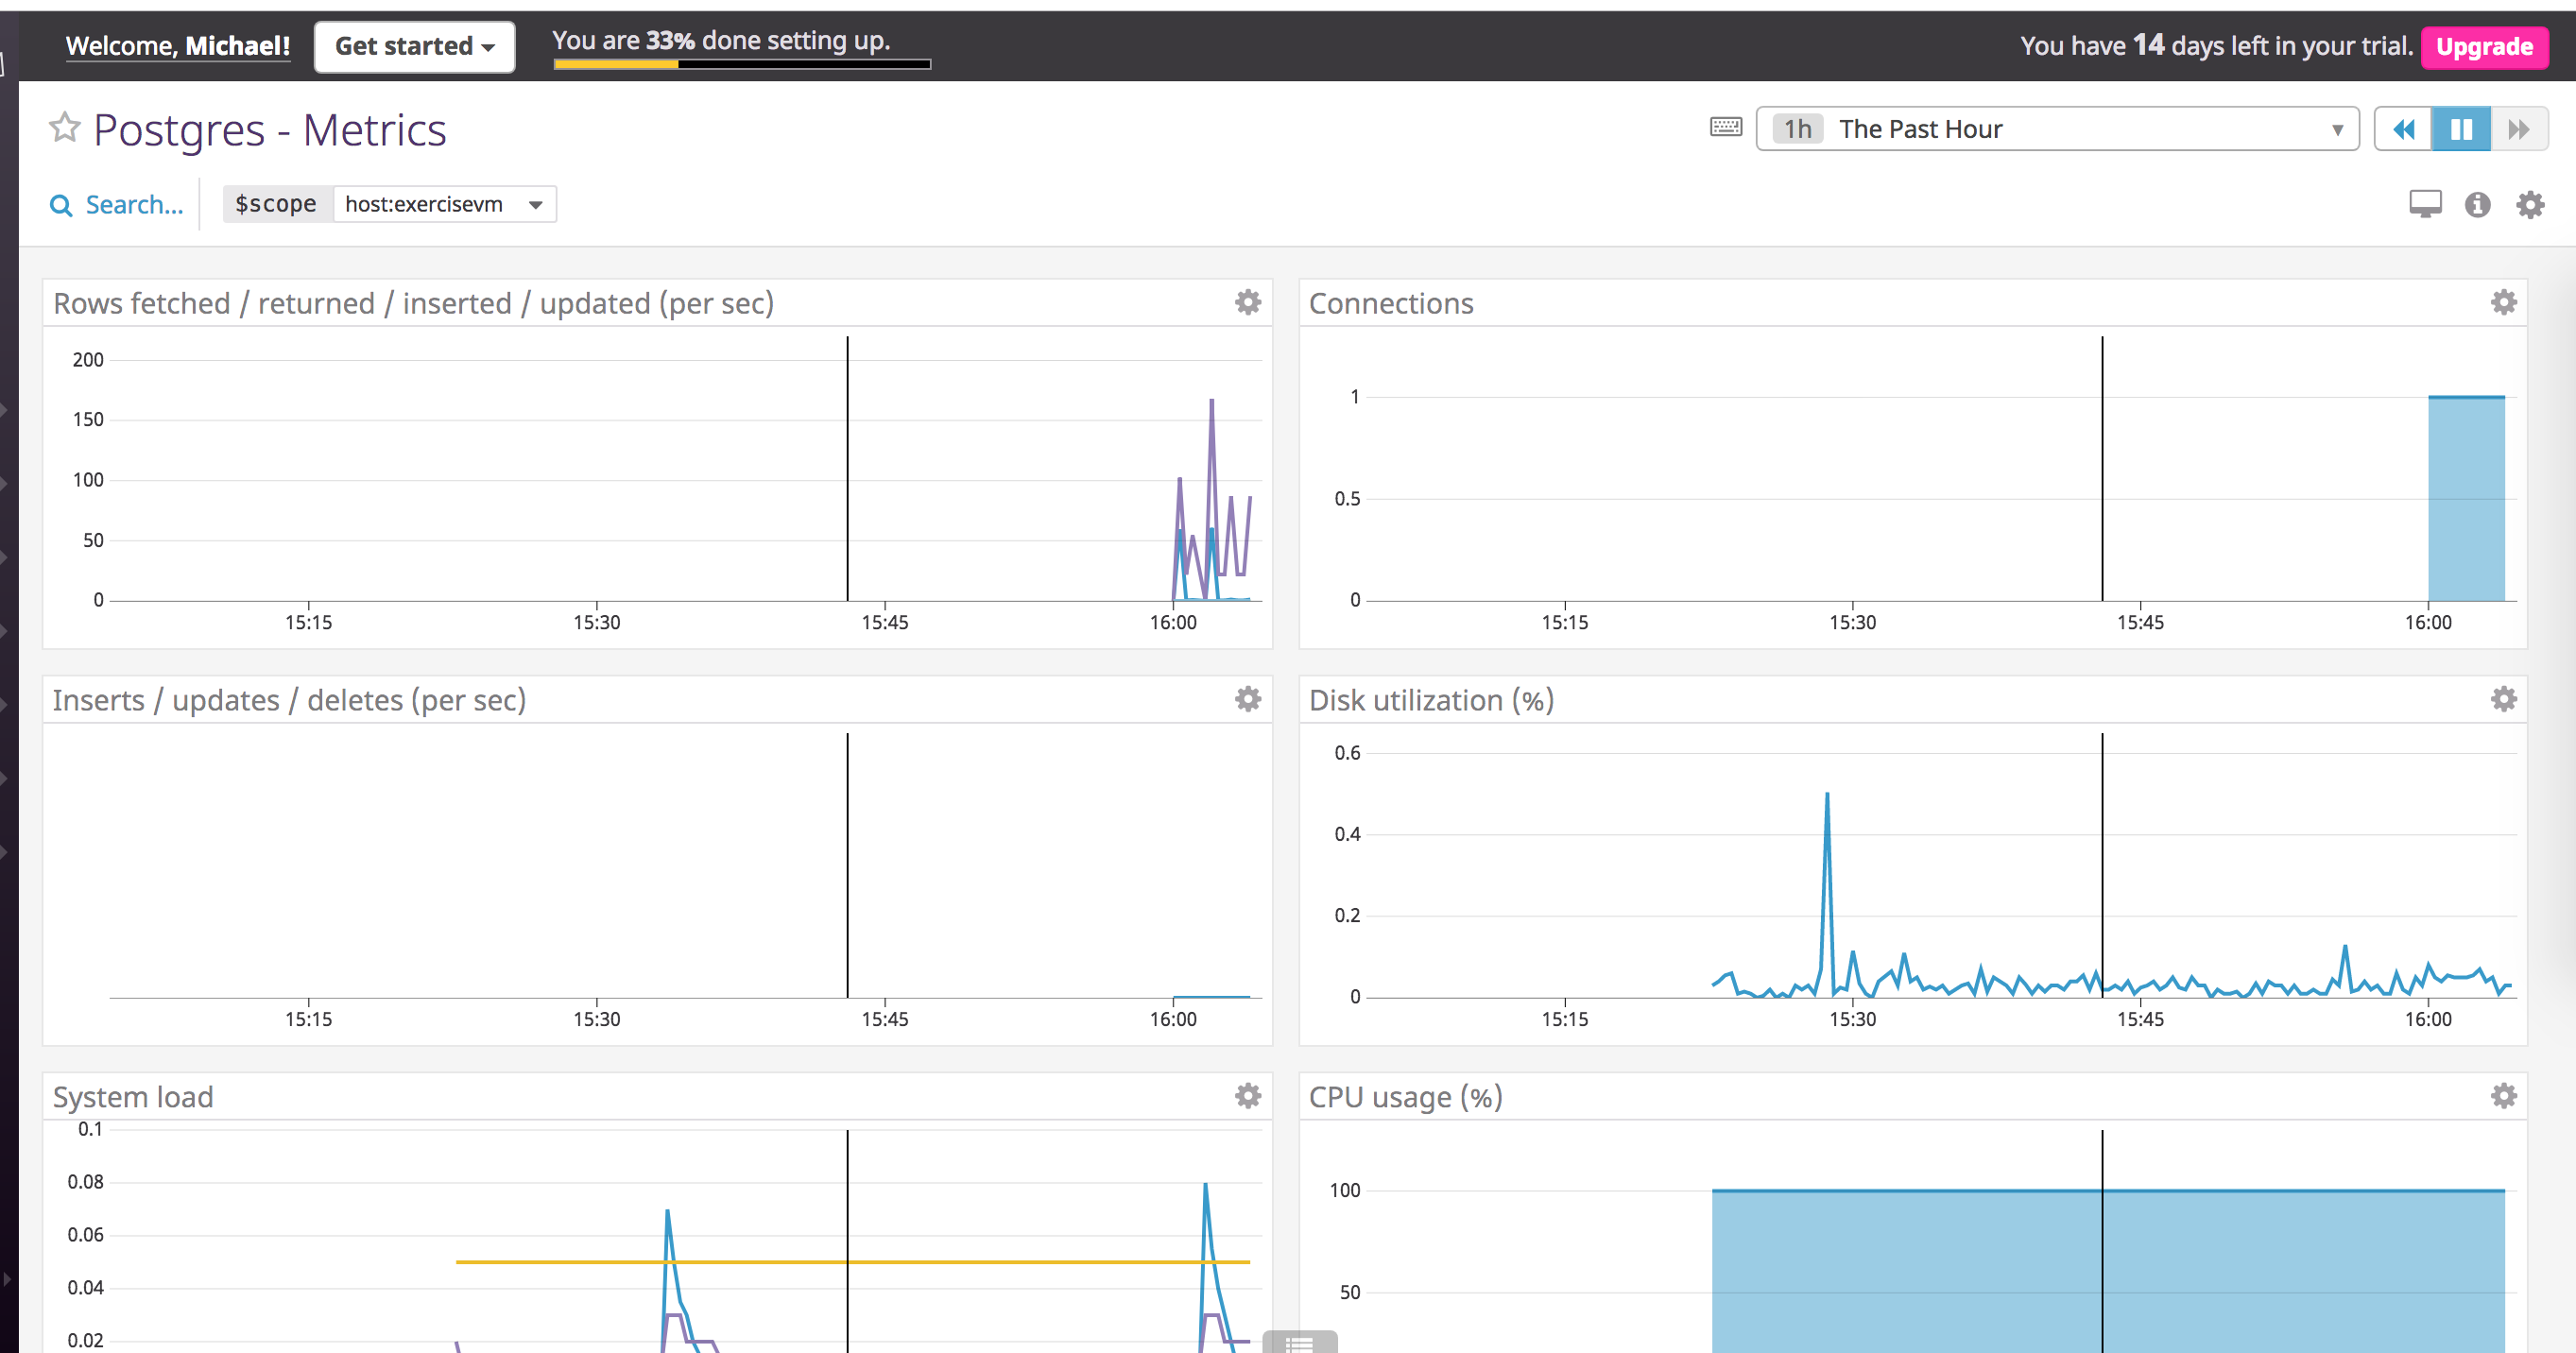 Welcome, Michael! Get started You are 33% done setting up. You have 14 days left in your trial. Upgrade
Postgres - Metrics 1h The Past Hour
Search... $scope host:exercisevm
Rows fetched / returned / inserted / updated (per sec)
200
150
100
50
0
15:15 15:30 15:45 16:00
Connections
1
0.5
0
15:15 15:30 15:45 16:00
Inserts / updates / deletes (per sec)
15:15 15:30 15:45 16:00
Disk utilization (%)
0.6
0.4
0.2
0
15:15 15:30 15:45 16:00
System load
0.1
0.08
0.06
0.04
0.02
CPU usage (%)
100
50